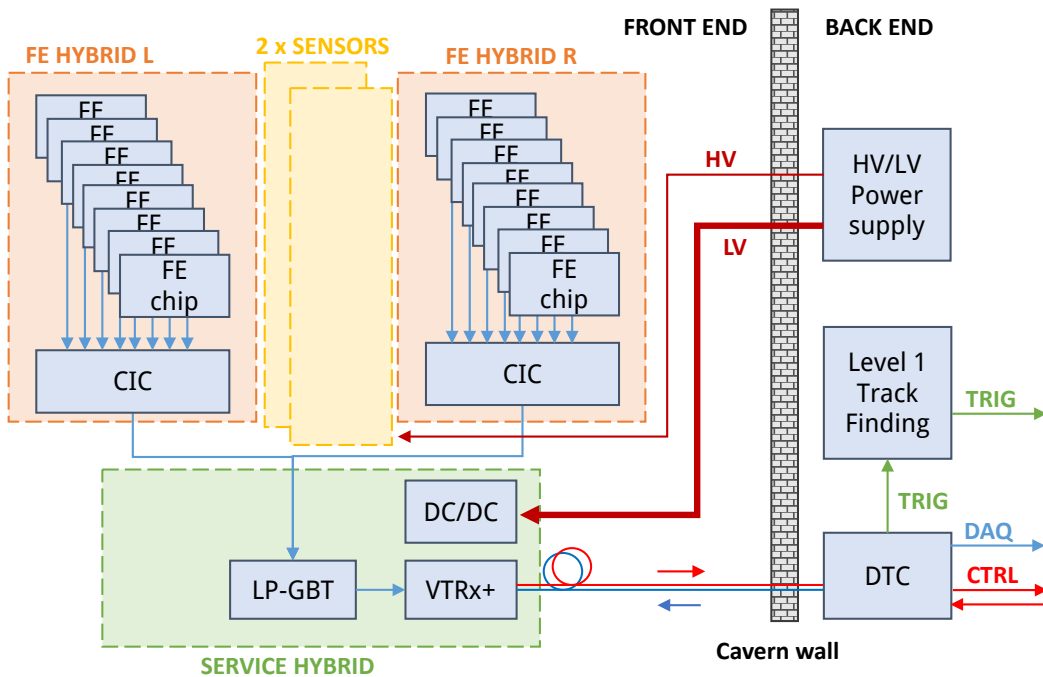 FRONT END
BACK END
2 x SENSORS
FE HYBRID L
FE HYBRID R
FE
FE
FE
FE
FE
FE
FE
FE
chip
FE
FE
FE
FE
FE
FE
FE
FE
chip
CIC
CIC
HV
LV
HV/LV
Power
supply
Level 1
Track
Finding
TRIG
TRIG
DAQ
CTRL
DTC
DC/DC
LP-GBT
VTRx+
SERVICE HYBRID
Cavern wall